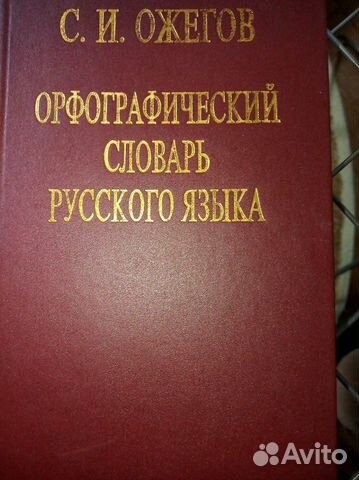 С. И. ОЖЕГОВ
ОРФОГРАФИЧЕСКИЙ
СЛОВАРЬ
РУССКОГО ЯЗЫКА
Avito